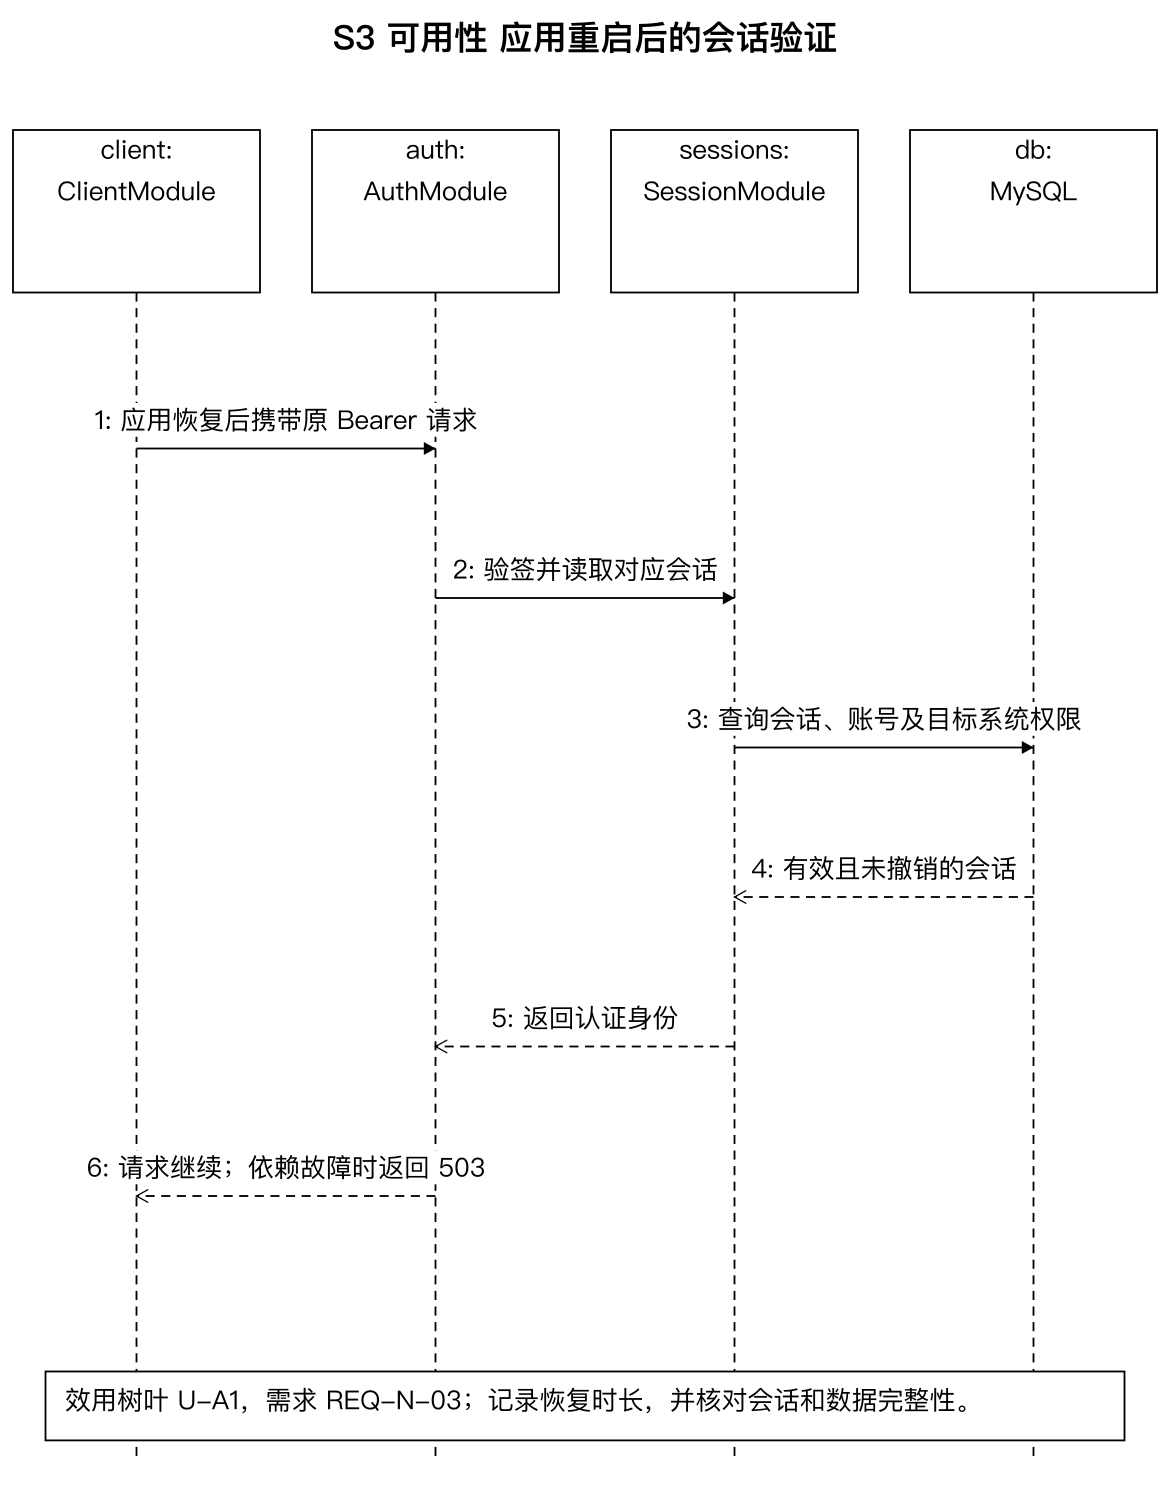 S3 可用性 应用重启后的会话验证
client:
ClientModule
auth:
AuthModule
sessions:
SessionModule
db:
MySQL
1: 应用恢复后携带原 Bearer 请求
2: 验签并读取对应会话
3: 查询会话、账号及目标系统权限
4: 有效且未撤销的会话
5: 返回认证身份
6: 请求继续；依赖故障时返回 503
效用树叶 U-A1，需求 REQ-N-03；记录恢复时长，并核对会话和数据完整性。